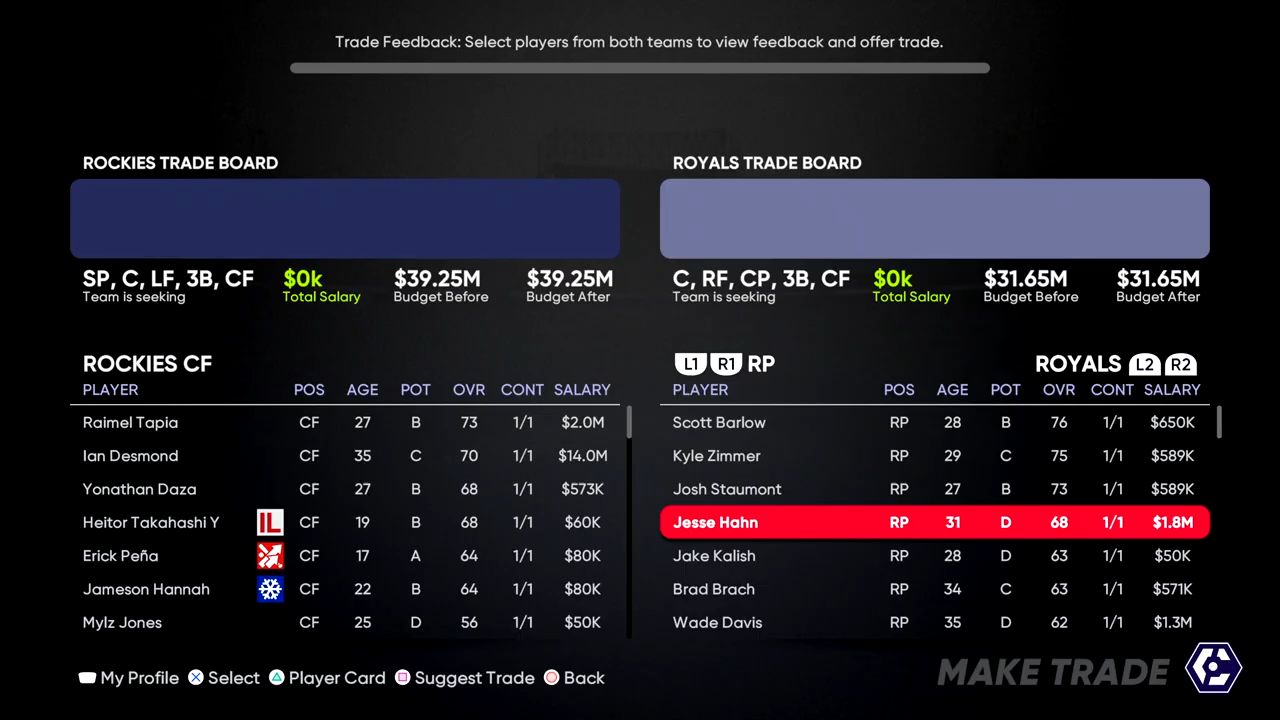 Trade Feedback: Select players from both teams to view feedback and offer trade.
ROCKIES TRADE BOARD
SP, C, LF, 3B, CF $0k $39.25M $39.25M
Team is seeking Total Salary Budget Before Budget After
ROYALS TRADE BOARD
C, RF, CP, 3B, CF $0k $31.65M $31.65M
Team is seeking Total Salary Budget Before Budget After
ROCKIES CF
PLAYER POS AGE POT OVR CONT SALARY
Raimel Tapia CF 27 B 73 1/1 $2.0M
Ian Desmond CF 35 C 70 1/1 $14.0M
Yonathan Daza CF 27 B 68 1/1 $573K
Heitor Takahashi Y IL CF 19 B 68 1/1 $60K
Erick Peña CF 17 A 64 1/1 $80K
Jameson Hannah CF 22 B 64 1/1 $80K
Mylz Jones CF 25 D 56 1/1 $50K
L1 R1 RP ROYALS L2 R2
PLAYER POS AGE POT OVR CONT SALARY
Scott Barlow RP 28 B 76 1/1 $650K
Kyle Zimmer RP 29 C 75 1/1 $589K
Josh Staumont RP 27 B 73 1/1 $589K
Jesse Hahn RP 31 D 68 1/1 $1.8M
Jake Kalish RP 28 D 63 1/1 $50K
Brad Brach RP 34 C 63 1/1 $571K
Wade Davis RP 35 D 62 1/1 $1.3M
My Profile Select Player Card Suggest Trade Back
MAKE TRADE